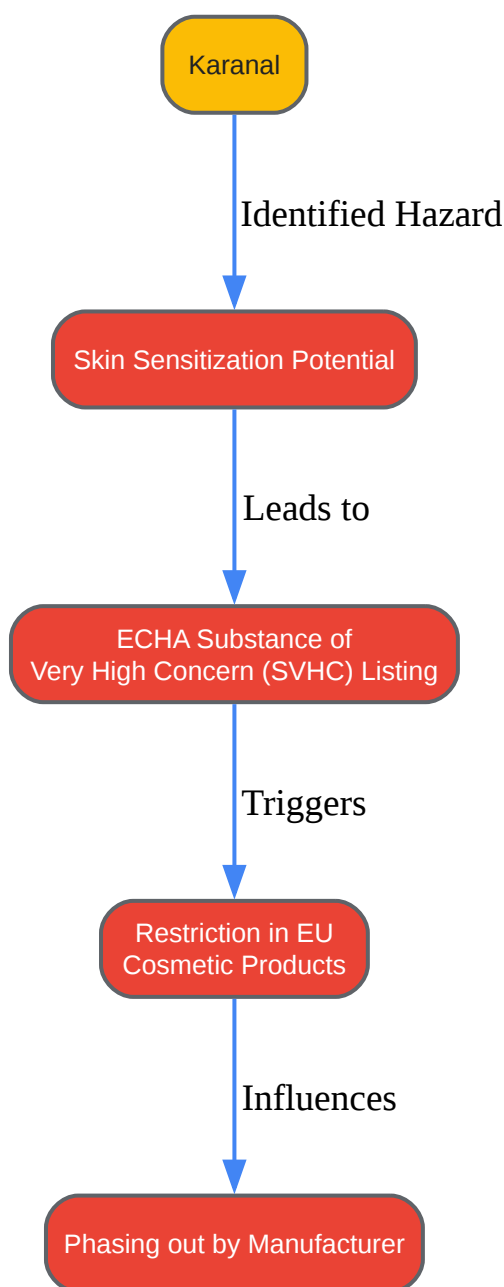 Karanal
Identified Hazard
Skin Sensitization Potential
Leads to
ECHA Substance of
Very High Concern (SVHC) Listing
Triggers
Restriction in EU
Cosmetic Products
Influences
Phasing out by Manufacturer